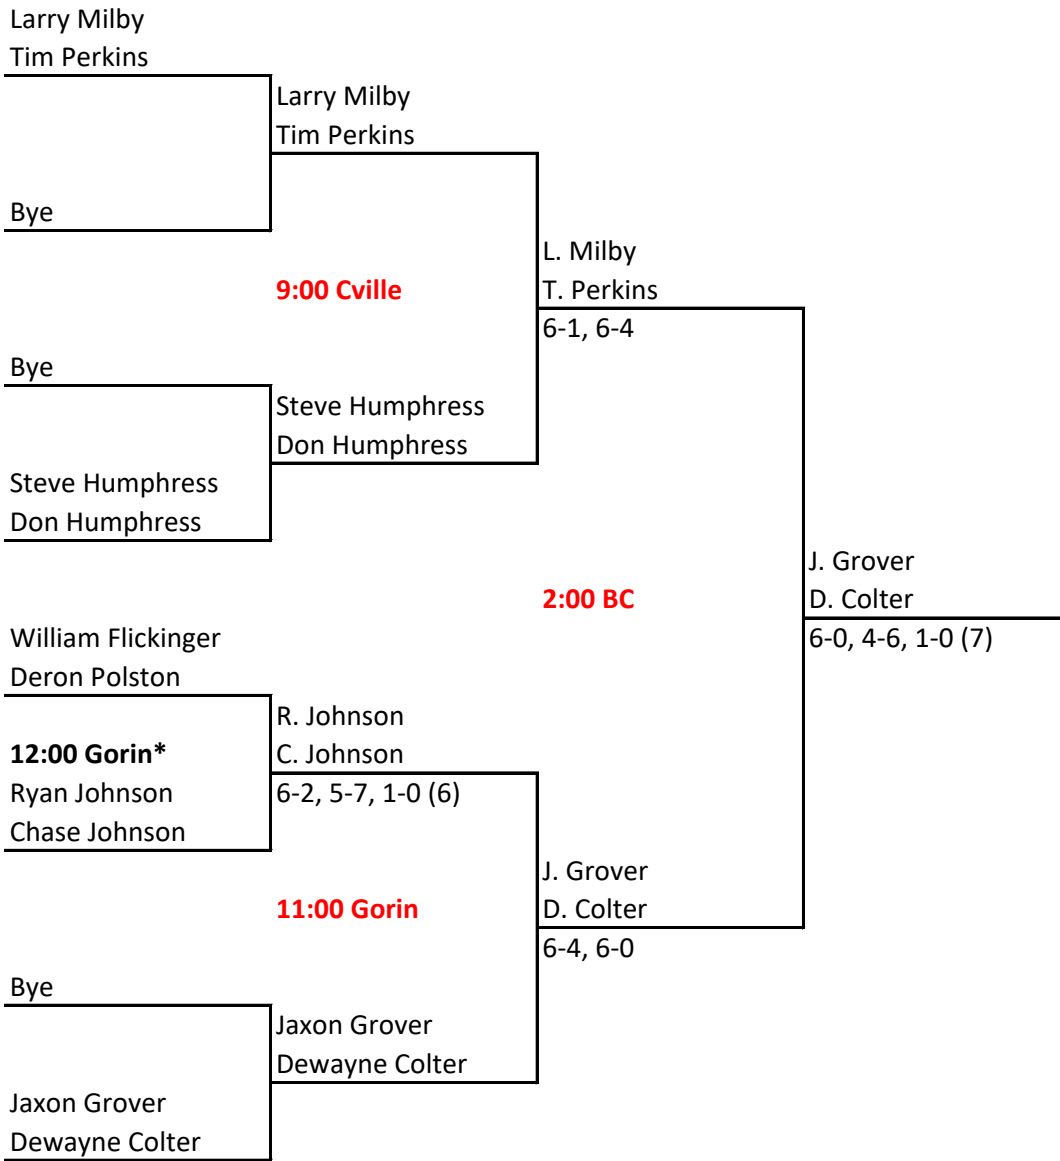 Larry Milby
Tim Perkins
Larry Milby
Tim Perkins
Bye
L. Milby
9:00 Cville
T. Perkins
6-1, 6-4
Bye
Steve Humphress
Don Humphress
Steve Humphress
Don Humphress
J. Grover
2:00 BC
D. Colter
William Flickinger
6-0, 4-6, 1-0 (7)
Deron Polston
R. Johnson
12:00 Gorin*
C. Johnson
Ryan Johnson
6-2, 5-7, 1-0 (6)
Chase Johnson
J. Grover
11:00 Gorin
D. Colter
6-4, 6-0
Bye
Jaxon Grover
Dewayne Colter
Jaxon Grover
Dewayne Colter